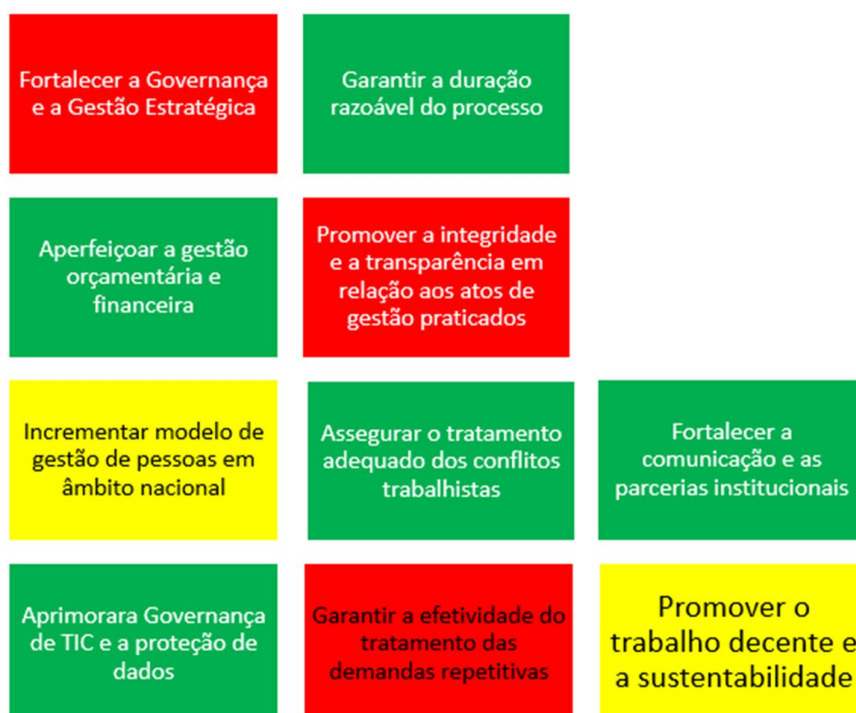 Fortalecer a Governança
e a Gestão Estratégica
Garantir a duração
razoável do processo
Aperfeiçoar a gestão
orçamentária e
financeira
Promover a integridade
e a transparência em
relação aos atos de
gestão praticados
Incrementar modelo de
gestão de pessoas em
âmbito nacional
Assegurar o tratamento
adequado dos conflitos
trabalhistas
Fortalecer a
comunicação e as
parcerias institucionais
Aprimorara Governança
de TIC e a proteção de
dados
Garantir a efetividade do
tratamento das
demandas repetitivas
Promover o
trabalho decente e
a sustentabilidade